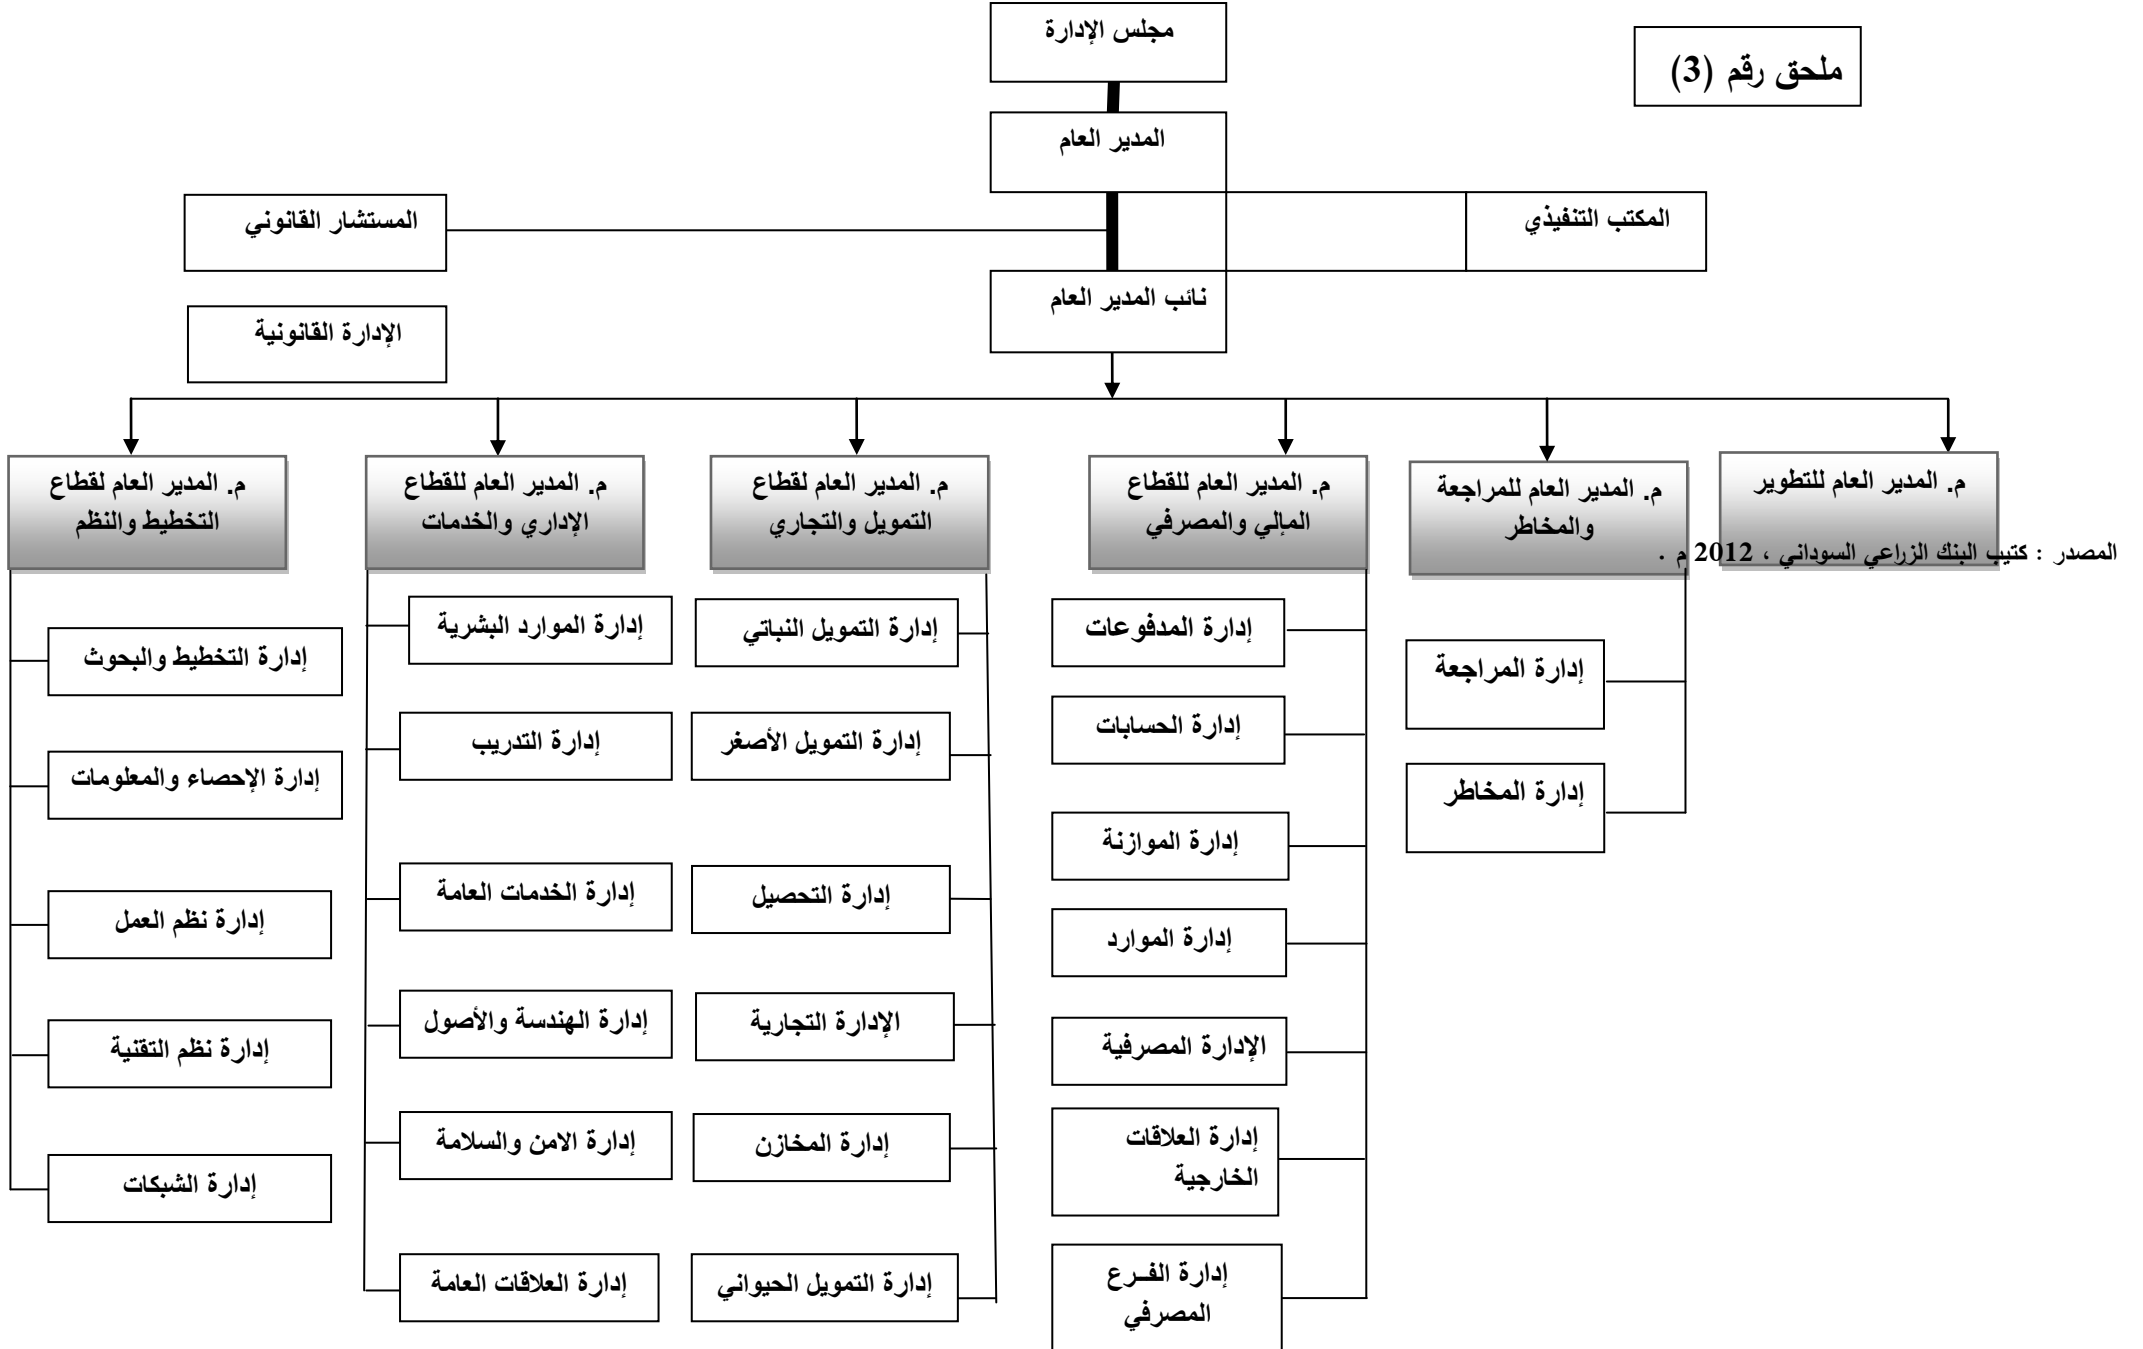 مجلس الإدارة
ملحق رقم (3)
المدير العام
المكتب التنفيذي
المستشار القانوني
نائب المدير العام
الإدارة القانونية
م. المدير العام للتطوير
م. المدير العام للمراجعة
والمخاطر
م. المدير العام للقطاع
المالي والمصرفي
م. المدير العام لقطاع
التمويل والتجاري
م. المدير العام للقطاع
الإداري والخدمات
م. المدير العام لقطاع
التخطيط والنظم
المصدر : كتيب البنك الزراعي السوداني ، 2012 م .
إدارة المراجعة
إدارة المخاطر
إدارة المدفوعات
إدارة الحسابات
إدارة الموازنة
إدارة الموارد
الإدارة المصرفية
إدارة العلاقات
الخارجية
إدارة الفــرع
المصرفي
إدارة التمويل النباتي
إدارة التمويل الأصغر
إدارة التحصيل
الإدارة التجارية
إدارة المخازن
إدارة التمويل الحيواني
إدارة الموارد البشرية
إدارة التدريب
إدارة الخدمات العامة
إدارة الهندسة والأصول
إدارة الامن والسلامة
إدارة العلاقات العامة
إدارة التخطيط والبحوث
إدارة الإحصاء والمعلومات
إدارة نظم العمل
إدارة نظم التقنية
إدارة الشبكات